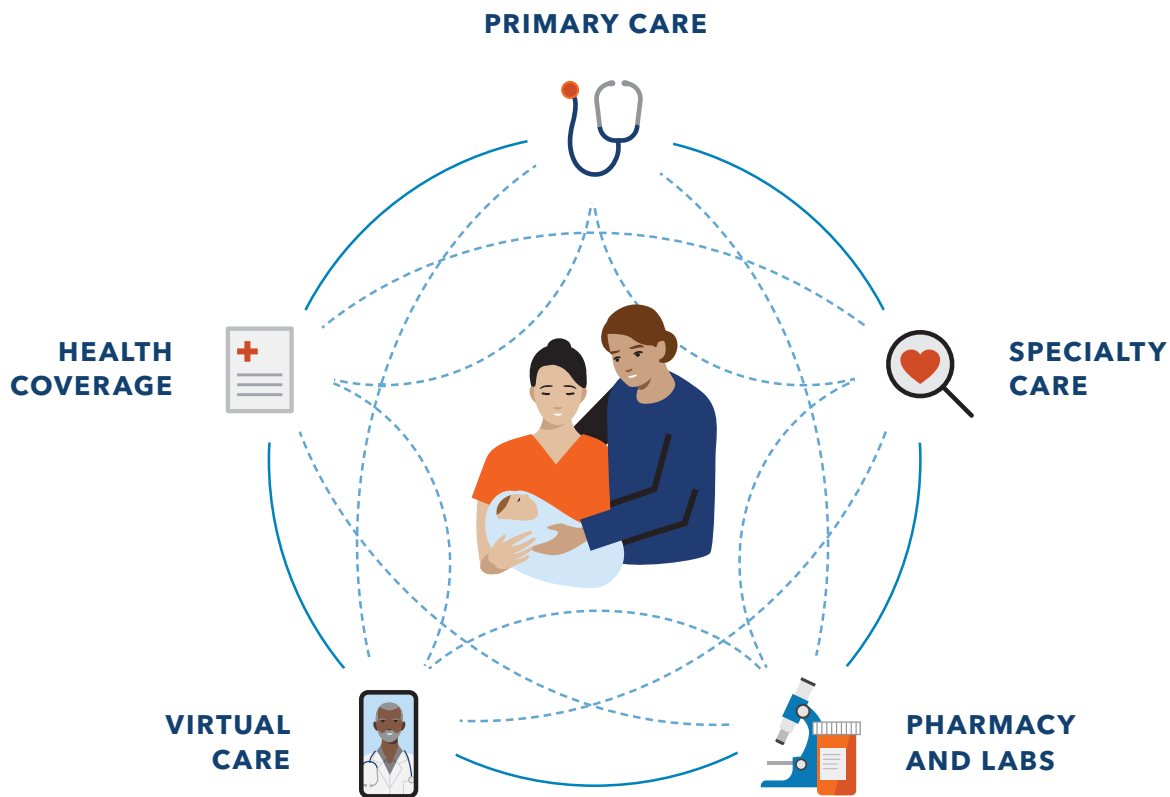 PRIMARY CARE
HEALTH
COVERAGE
SPECIALTY
CARE
VIRTUAL
CARE
PHARMACY
AND LABS